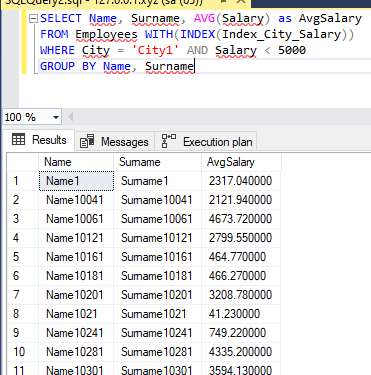 SQLQuery2.sql - 127.0.0.1.xyz (sa (65))*
SELECT Name, Surname, AVG(Salary) as AvgSalary
FROM Employees WITH(INDEX(Index_City_Salary))
WHERE City = 'City1' AND Salary < 5000
GROUP BY Name, Surname
100 %
Results Messages Execution plan
Name Surname AvgSalary
1 Name1 Surname1 2317.040000
2 Name10041 Surname10041 2121.940000
3 Name10061 Surname10061 4673.720000
4 Name10121 Surname10121 2799.550000
5 Name10161 Surname10161 464.770000
6 Name10181 Surname10181 466.270000
7 Name10201 Surname10201 3208.780000
8 Name1021 Surname1021 41.230000
9 Name10241 Surname10241 749.220000
10 Name10281 Surname10281 4335.200000
11 Name10301 Surname10301 3594.130000